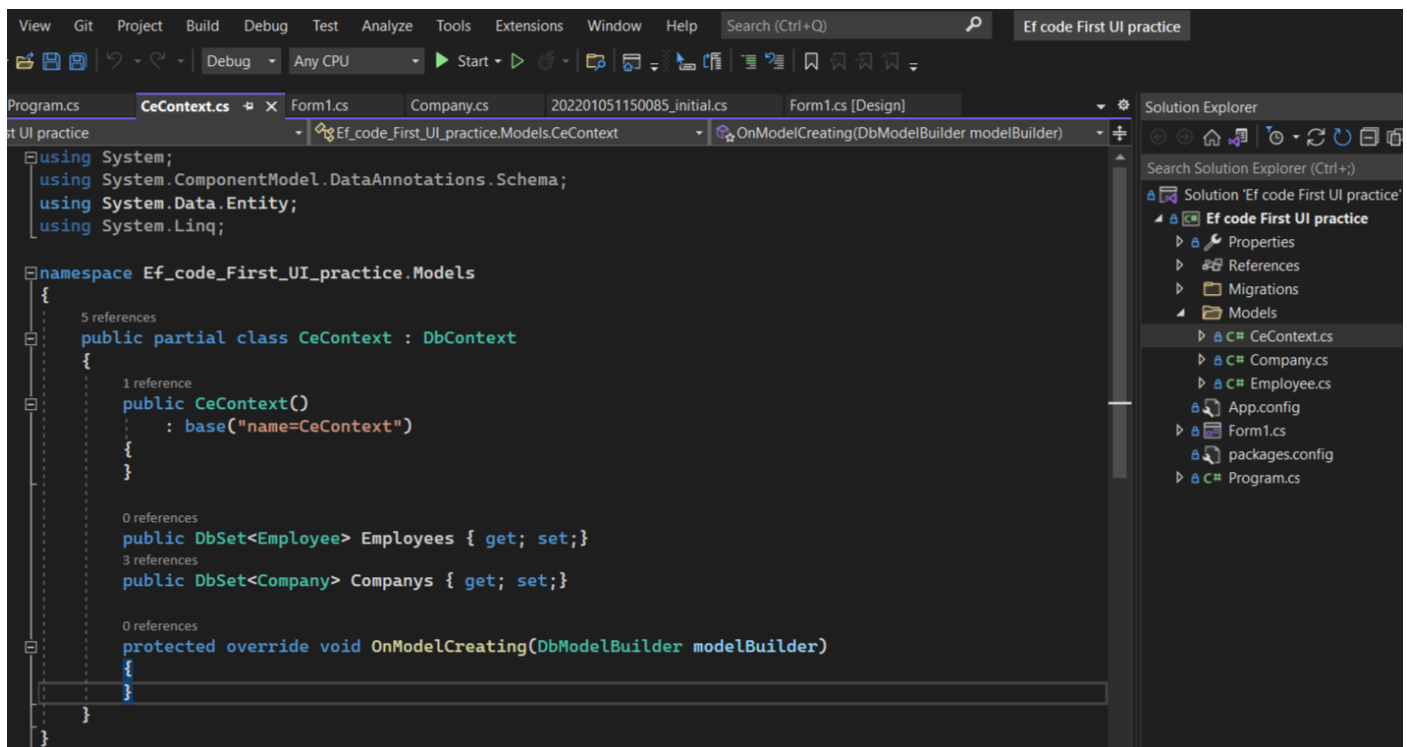 View Git Project Build Debug Test Analyze Tools Extensions Window Help Search (Ctrl+Q) Ef code First UI practice
Debug Any CPU Start
Program.cs CeContext.cs Form1.cs Company.cs 202201051150085_initial.cs Form1.cs [Design]
st UI practice Ef_code_First_UI_practice.Models.CeContext OnModelCreating(DbModelBuilder modelBuilder)
using System;
using System.ComponentModel.DataAnnotations.Schema;
using System.Data.Entity;
using System.Linq;
namespace Ef_code_First_UI_practice.Models
{
5 references
public partial class CeContext : DbContext
{
1 reference
public CeContext()
: base("name=CeContext")
{
}
0 references
public DbSet<Employee> Employees { get; set;}
3 references
public DbSet<Company> Companys { get; set;}
0 references
protected override void OnModelCreating(DbModelBuilder modelBuilder)
{
}
}
}
Solution Explorer
Search Solution Explorer (Ctrl+;)
Solution 'Ef code First UI practice'
C# Ef code First UI practice
Properties
References
Migrations
Models
C# CeContext.cs
C# Company.cs
C# Employee.cs
App.config
Form1.cs
packages.config
C# Program.cs